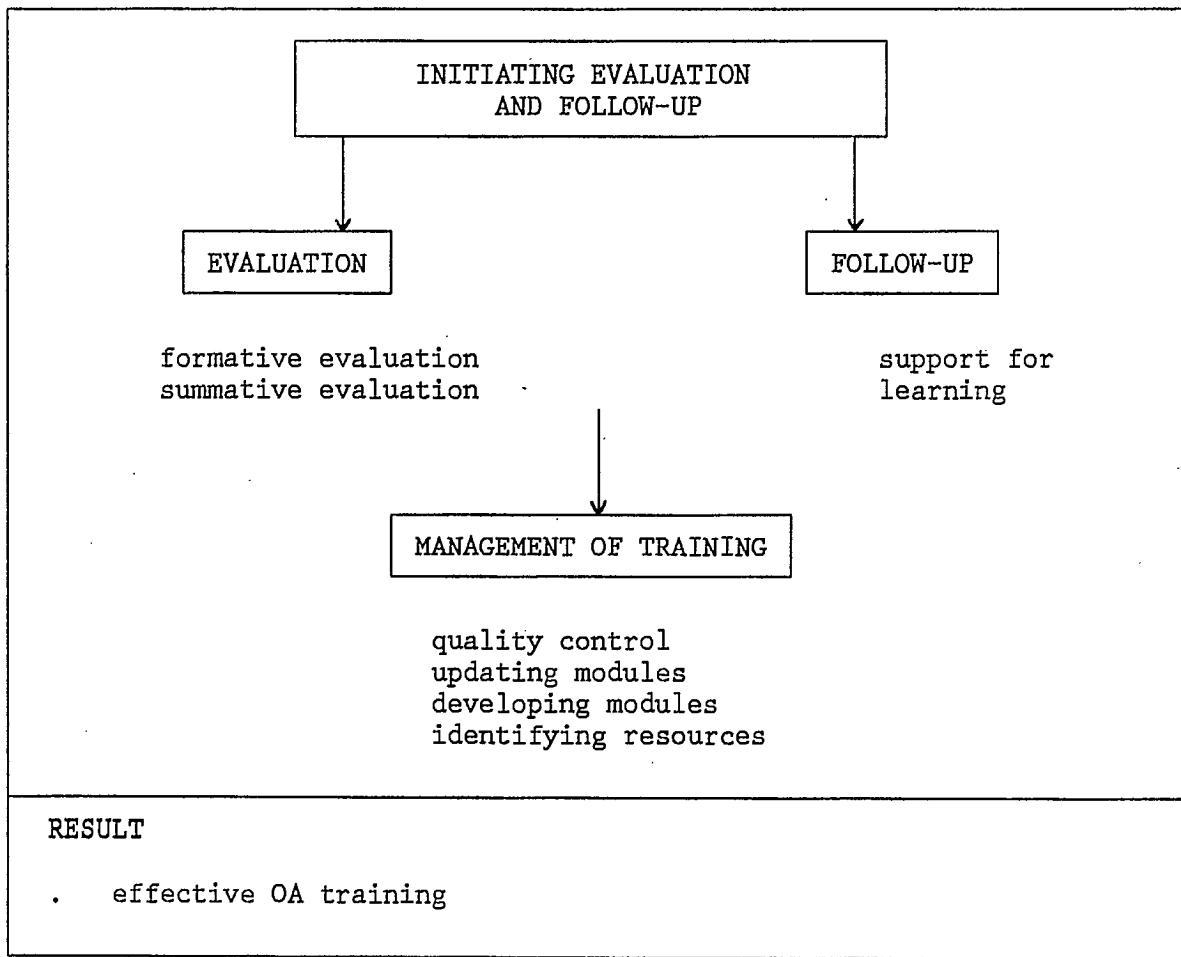 INITIATING EVALUATION
AND FOLLOW-UP
EVALUATION
FOLLOW-UP
formative evaluation
summative evaluation
support for
learning
MANAGEMENT OF TRAINING
quality control
updating modules
developing modules
identifying resources
RESULT
. effective OA training